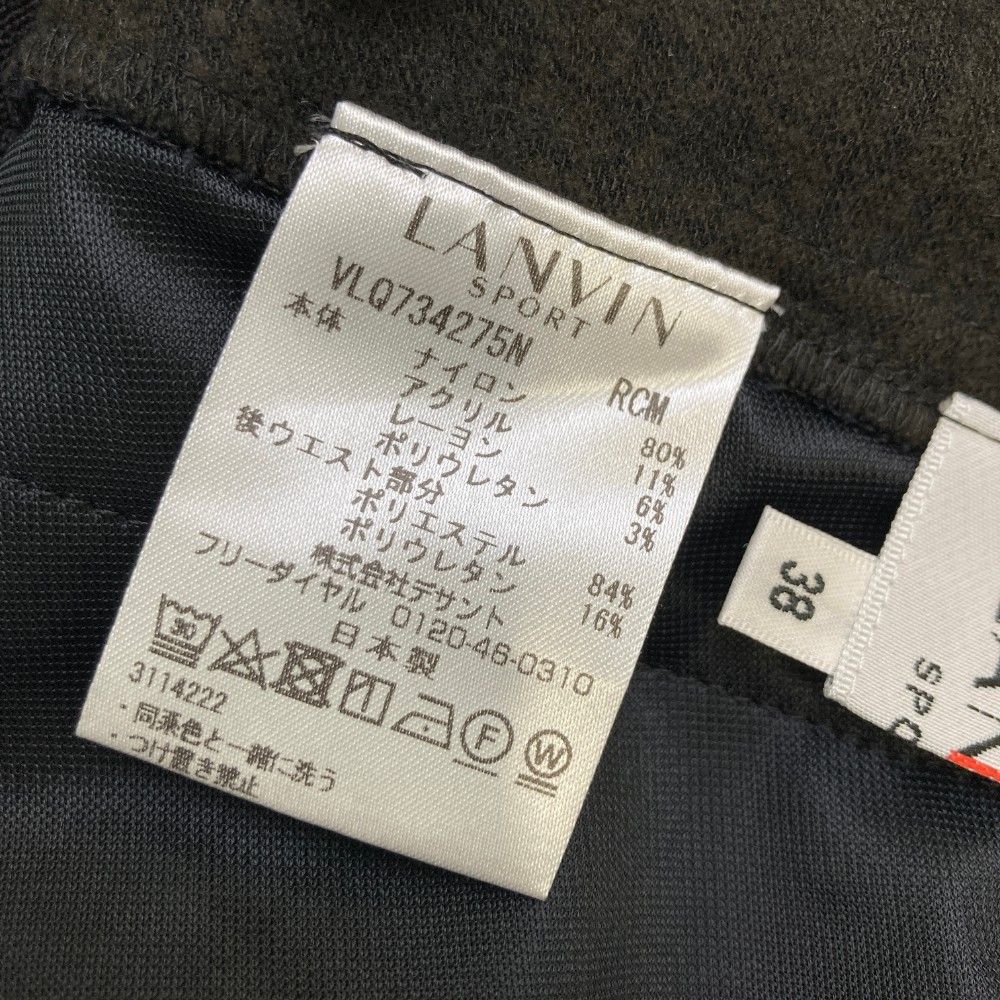 LANVIN
SPORT
VLQ734275N RCM
本体
ナイロン 80%
アクリル 11%
レーヨン 6%
ポリウレタン 3%
後ウエスト部分
ポリエステル 84%
ポリウレタン 16%
株式会社デサント
フリーダイヤル 0120-46-0310
日本製
30
F
W
3114222
・同系色と一緒に洗う
・つけ置き禁止
38
SPO